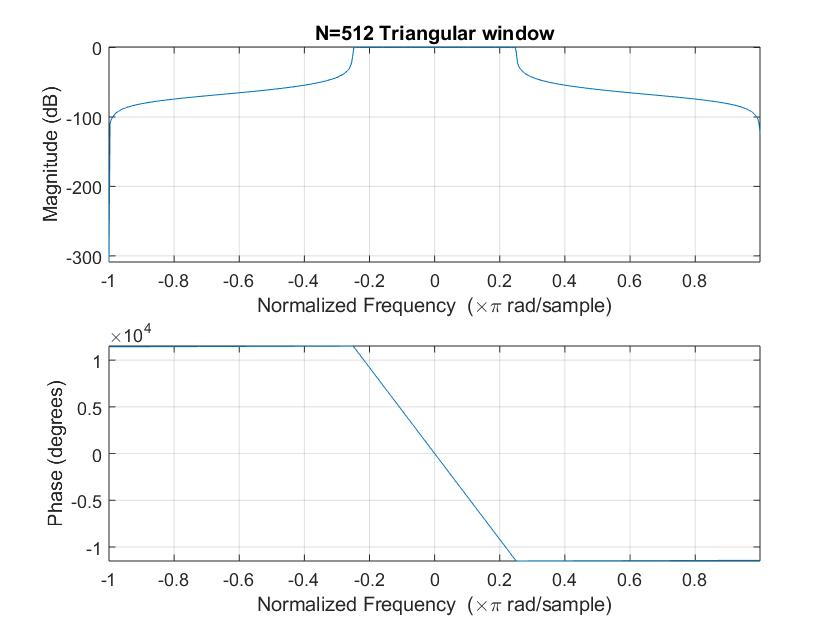 N=512 Triangular window
0
-100
-200
-300
Magnitude (dB)
-1 -0.8 -0.6 -0.4 -0.2 0 0.2 0.4 0.6 0.8
Normalized Frequency (×π rad/sample)
×10⁴
1
0.5
0
-0.5
-1
Phase (degrees)
-1 -0.8 -0.6 -0.4 -0.2 0 0.2 0.4 0.6 0.8
Normalized Frequency (×π rad/sample)